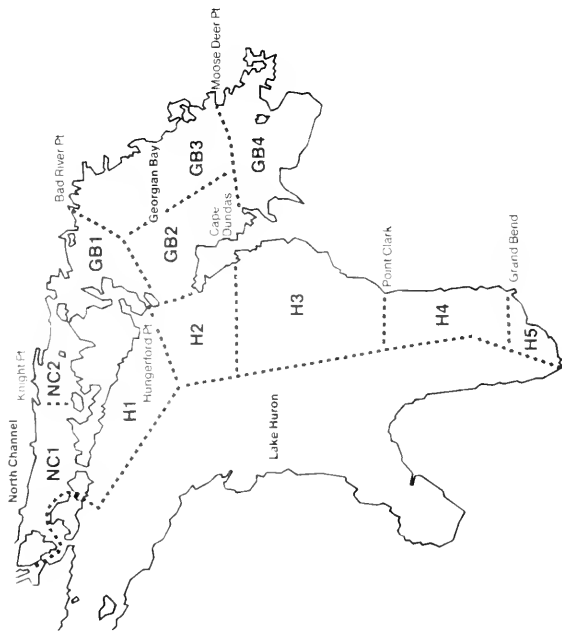 North Channel
Knight Pt
NC1
NC2
Bad River Pt
GB1
Georgian Bay
Moose Deer Pt
GB3
GB2
GB4
Cape
Dundas
H1
Hungerford Pt
H2
H3
Lake Huron
Point Clark
H4
Grand Bend
H5